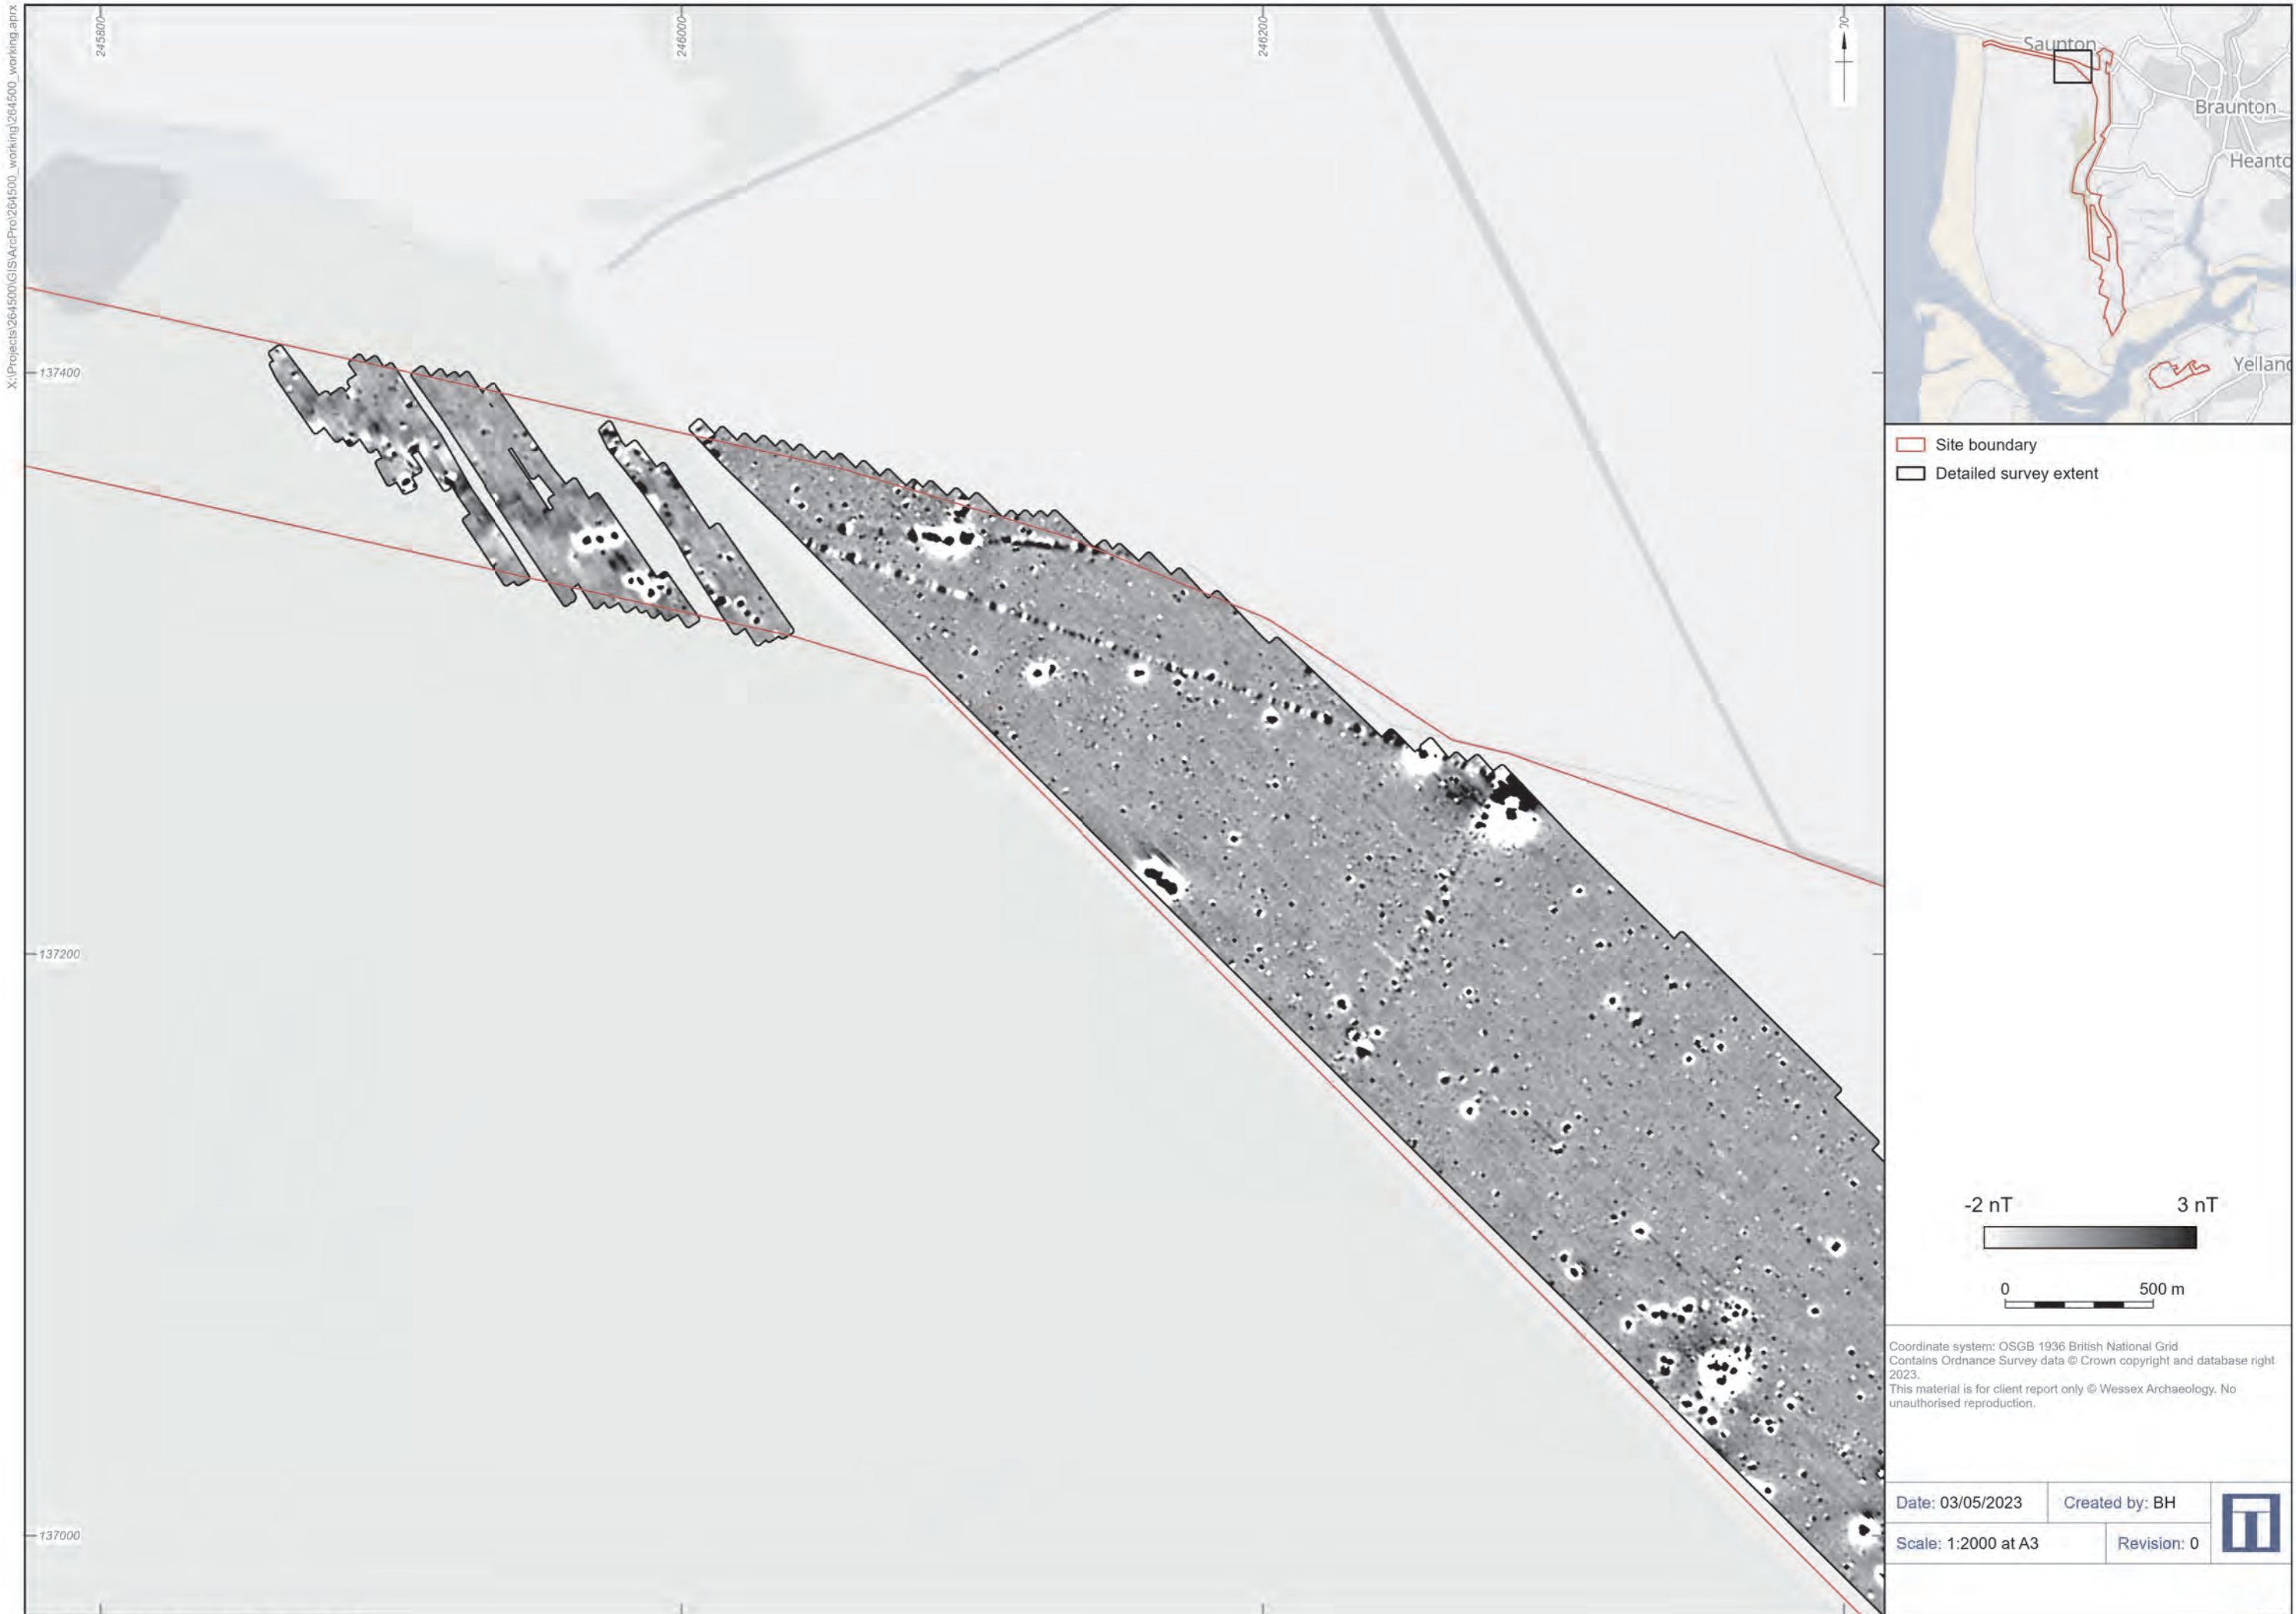 X:\Projects\264500\GIS\ArcPro\264500_working\264500_working.aprx
245800
246000
246200
00
137400
137200
137000
Saunton
Braunton
Heanto
Yelland
Site boundary
Detailed survey extent
-2 nT
3 nT
0
500 m
Coordinate system: OSGB 1936 British National Grid
Contains Ordnance Survey data © Crown copyright and database right
2023.
This material is for client report only © Wessex Archaeology. No
unauthorised reproduction.
Date: 03/05/2023
Created by: BH
Scale: 1:2000 at A3
Revision: 0